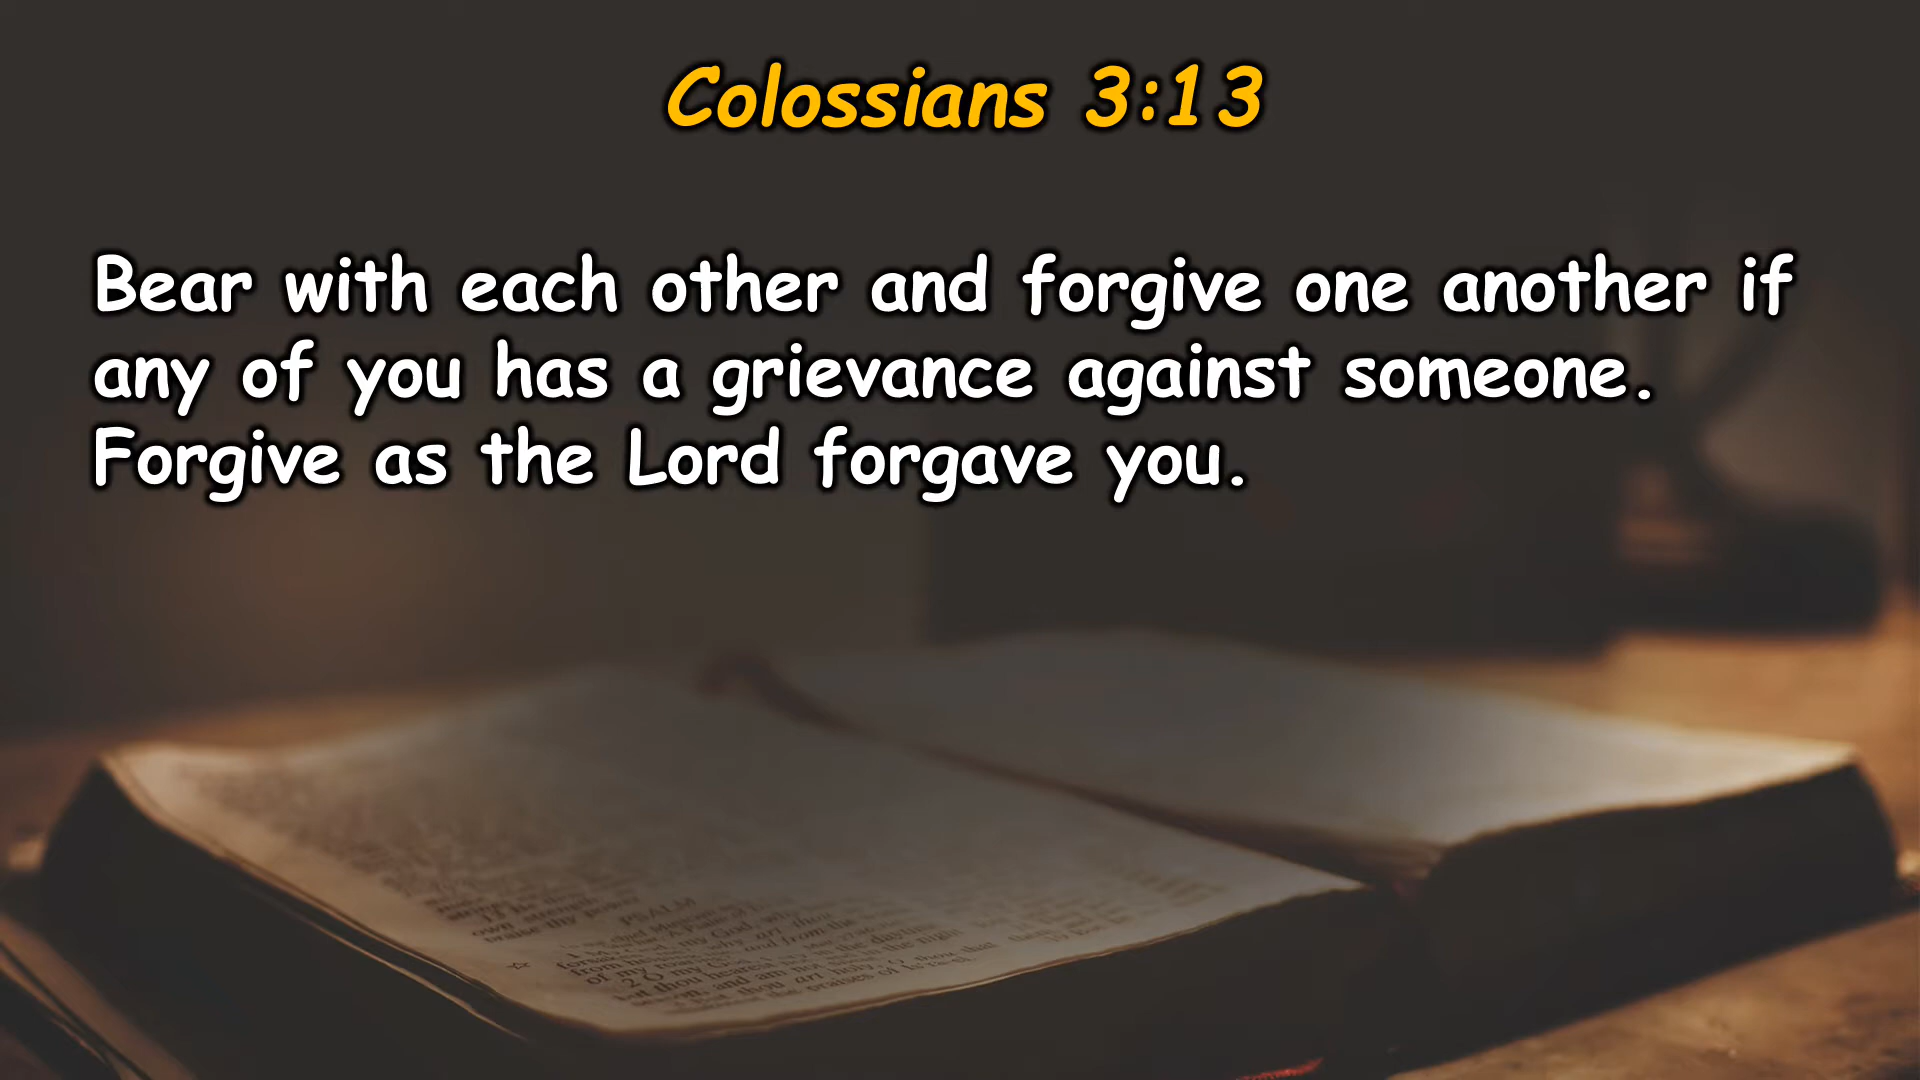 Colossians 3:13
Bear with each other and forgive one another if
any of you has a grievance against someone.
Forgive as the Lord forgave you.
PSALM